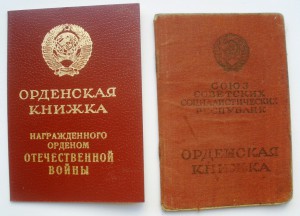 ОРДЕНСКАЯ
КНИЖКА
НАГРАЖДЕННОГО
ОРДЕНОМ
ОТЕЧЕСТВЕННОЙ
ВОЙНЫ
СОЮЗ
СОВЕТСКИХ
СОЦИАЛИСТИЧЕСКИХ
РЕСПУБЛИК
ОРДЕНСКАЯ
КНИЖКА